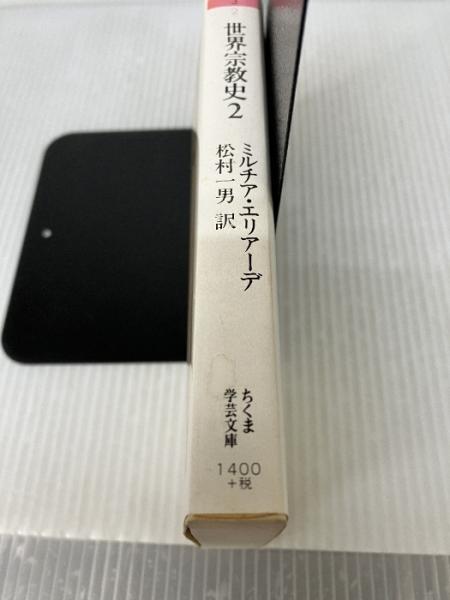 世界宗教史2
ミルチア・エリアーデ
松村一男 訳
ちくま
学芸文庫
1400
+税